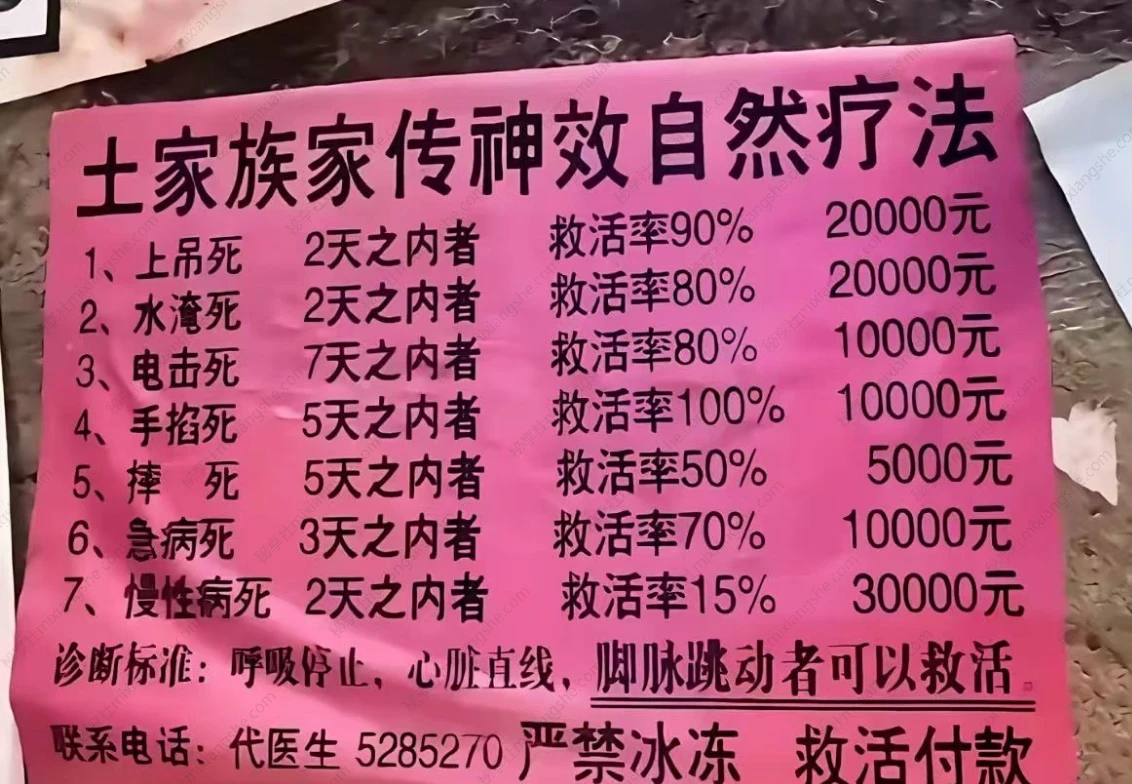 土家族家传神效自然疗法
1、上吊死 2天之内者 救活率90% 20000元
2、水淹死 2天之内者 救活率80% 20000元
3、电击死 7天之内者 救活率80% 10000元
4、手掐死 5天之内者 救活率100% 10000元
5、摔 死 5天之内者 救活率50% 5000元
6、急病死 3天之内者 救活率70% 10000元
7、慢性病死 2天之内者 救活率15% 30000元
诊断标准：呼吸停止、心脏直线，脚脉跳动者可以救活。
联系电话：代医生 5285270 严禁冰冻 救活付款